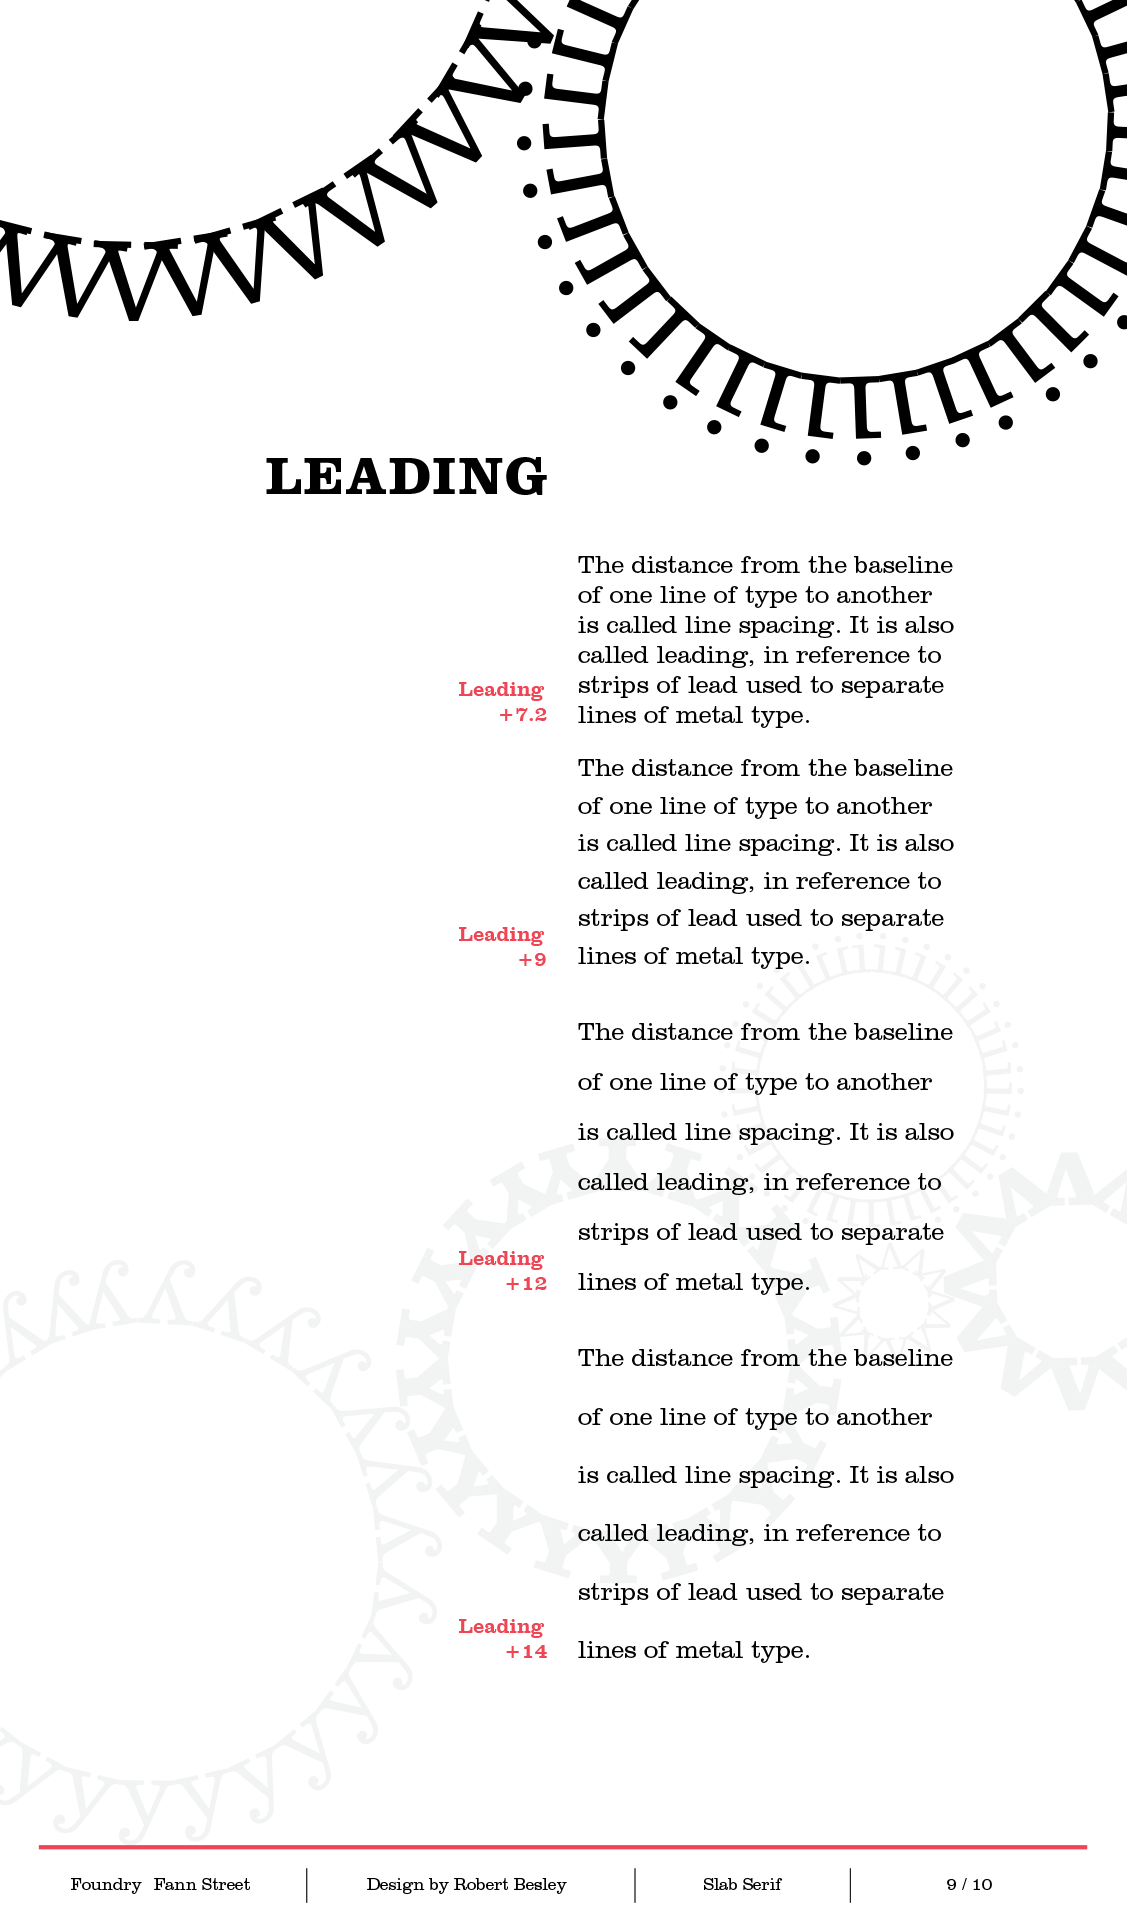 LEADING
The distance from the baseline
of one line of type to another
is called line spacing. It is also
called leading, in reference to
strips of lead used to separate
lines of metal type.
Leading
+7.2
The distance from the baseline
of one line of type to another
is called line spacing. It is also
called leading, in reference to
strips of lead used to separate
lines of metal type.
Leading
+9
The distance from the baseline
of one line of type to another
is called line spacing. It is also
called leading, in reference to
strips of lead used to separate
lines of metal type.
Leading
+12
The distance from the baseline
of one line of type to another
is called line spacing. It is also
called leading, in reference to
strips of lead used to separate
lines of metal type.
Leading
+14
Foundry Fann Street
Design by Robert Besley
Slab Serif
9 / 10